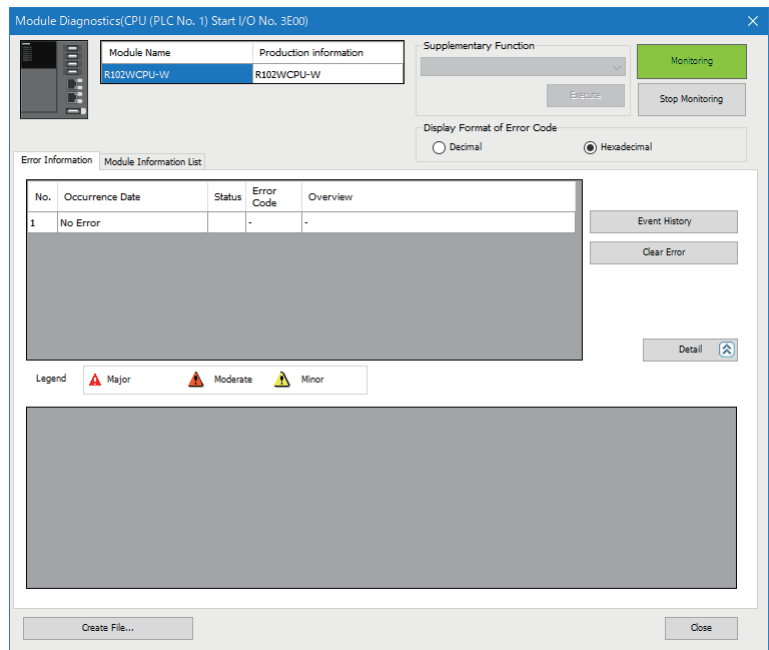 Module Diagnostics(CPU (PLC No. 1) Start I/O No. 3E00)
Module Name Production information
R102WCPU-W R102WCPU-W
Supplementary Function
Execute
Monitoring
Stop Monitoring
Display Format of Error Code
Decimal Hexadecimal
Error Information Module Information List
No. Occurrence Date Status Error Code Overview
1 No Error - -
Event History
Clear Error
Detail
Legend Major Moderate Minor
Create File... Close